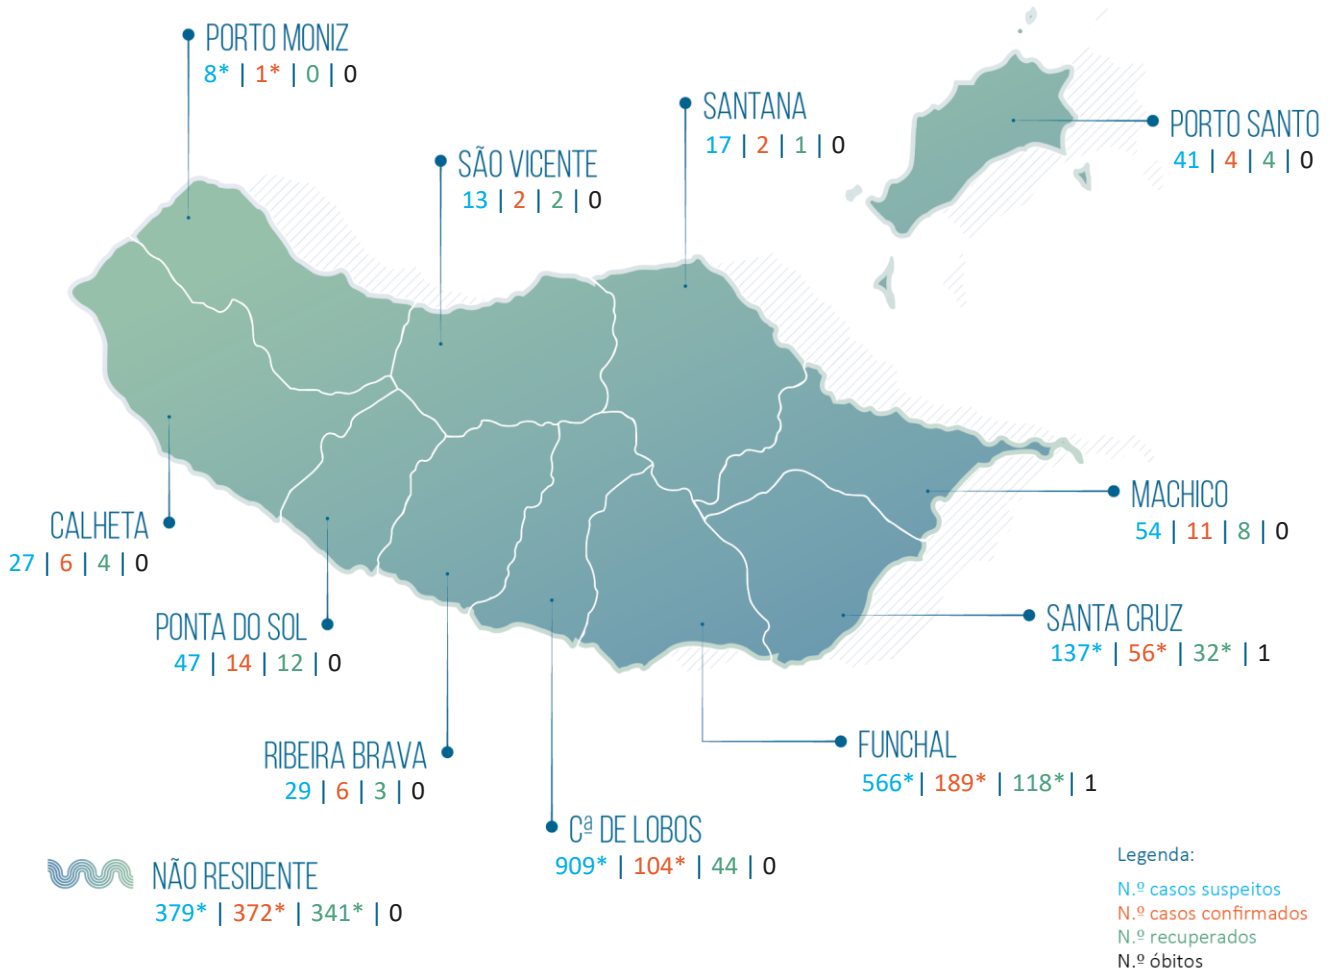 PORTO MONIZ
8* | 1* | 0 | 0
SANTANA
17 | 2 | 1 | 0
PORTO SANTO
41 | 4 | 4 | 0
SÃO VICENTE
13 | 2 | 2 | 0
MACHICO
54 | 11 | 8 | 0
CALHETA
27 | 6 | 4 | 0
PONTA DO SOL
47 | 14 | 12 | 0
SANTA CRUZ
137* | 56* | 32* | 1
RIBEIRA BRAVA
29 | 6 | 3 | 0
FUNCHAL
566* | 189* | 118* | 1
Cª DE LOBOS
909* | 104* | 44 | 0
NÃO RESIDENTE
379* | 372* | 341* | 0
Legenda:
N.º casos suspeitos
N.º casos confirmados
N.º recuperados
N.º óbitos